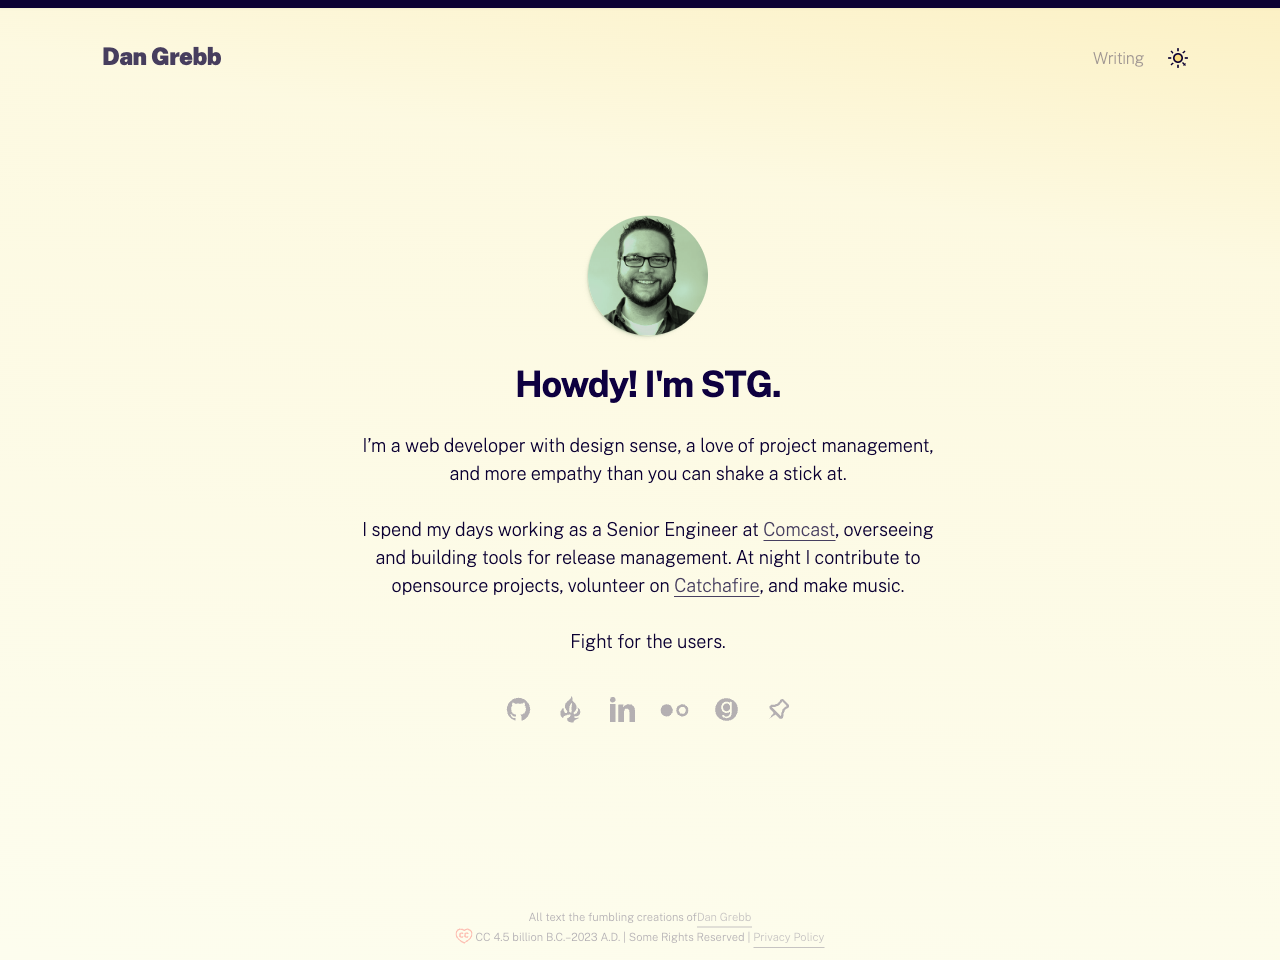 Dan Grebb
Writing
Howdy! I'm STG.
I’m a web developer with design sense, a love of project management,
and more empathy than you can shake a stick at.
I spend my days working as a Senior Engineer at Comcast, overseeing
and building tools for release management. At night I contribute to
opensource projects, volunteer on Catchafire, and make music.
Fight for the users.
All text the fumbling creations ofDan Grebb
CC 4.5 billion B.C.–2023 A.D. | Some Rights Reserved | Privacy Policy